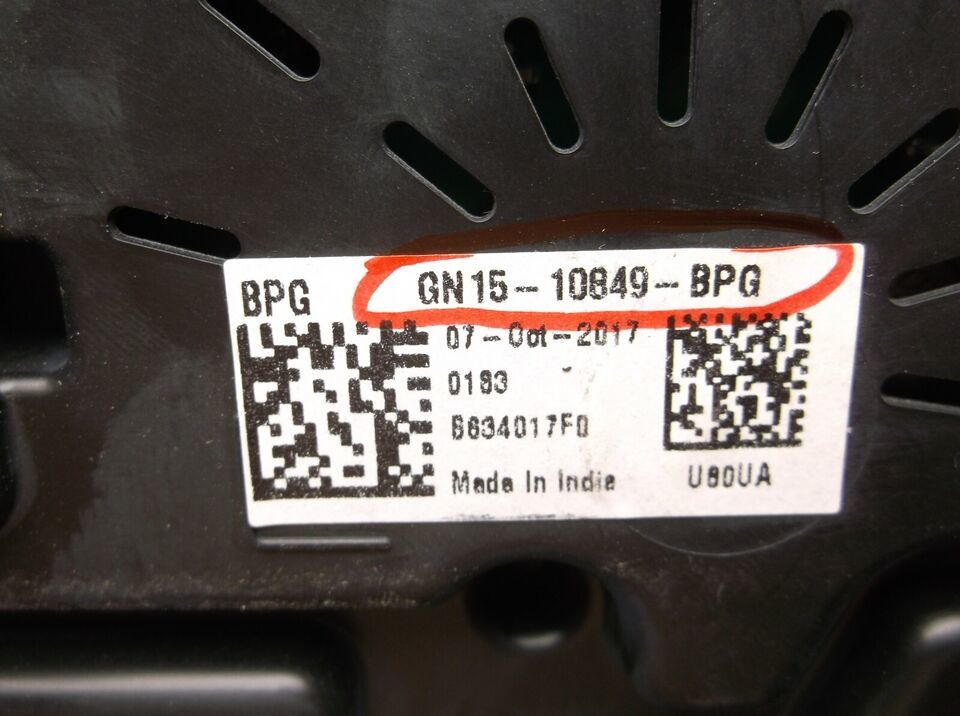 BPG
GN15-10849-BPG
07-Oct-2017
0183
B634017F0
Made In India
U80UA